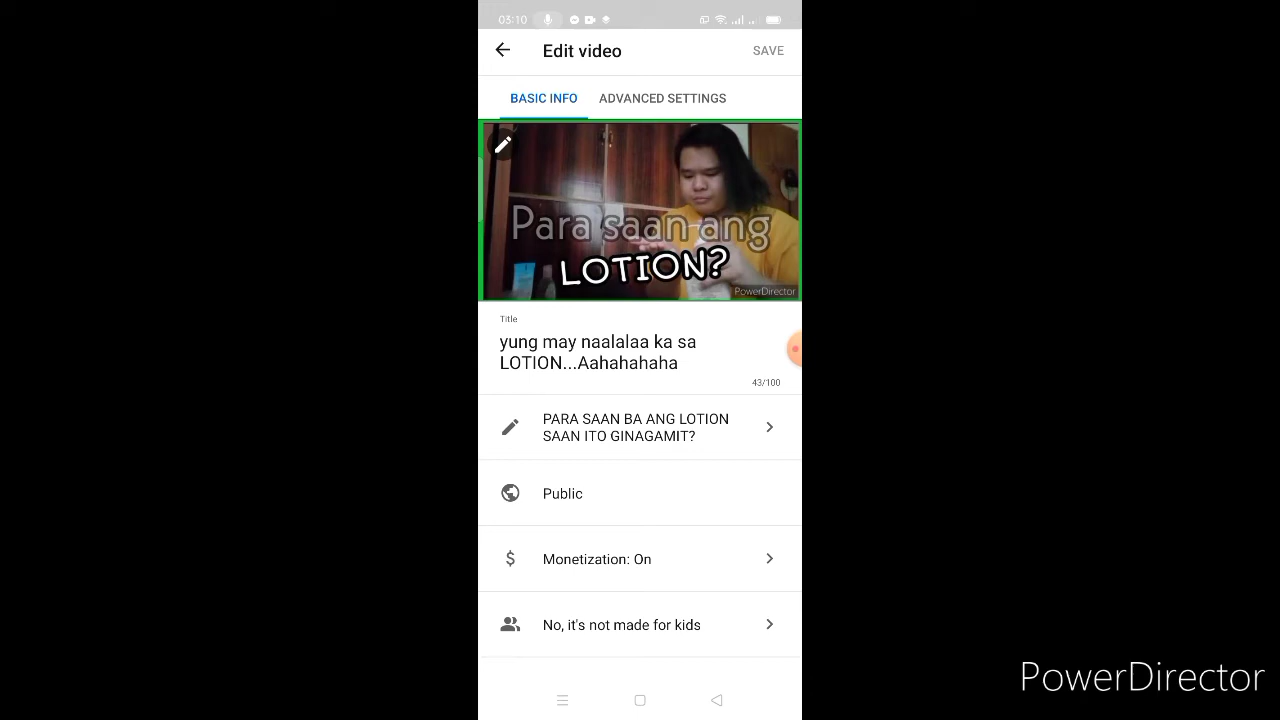 03:10
Edit video
SAVE
BASIC INFO
ADVANCED SETTINGS
Para saan ang
LOTION?
PowerDirector
Title
yung may naalalaa ka sa
LOTION...Aahahahaha
43/100
PARA SAAN BA ANG LOTION
SAAN ITO GINAGAMIT?
Public
Monetization: On
No, it's not made for kids
PowerDirector